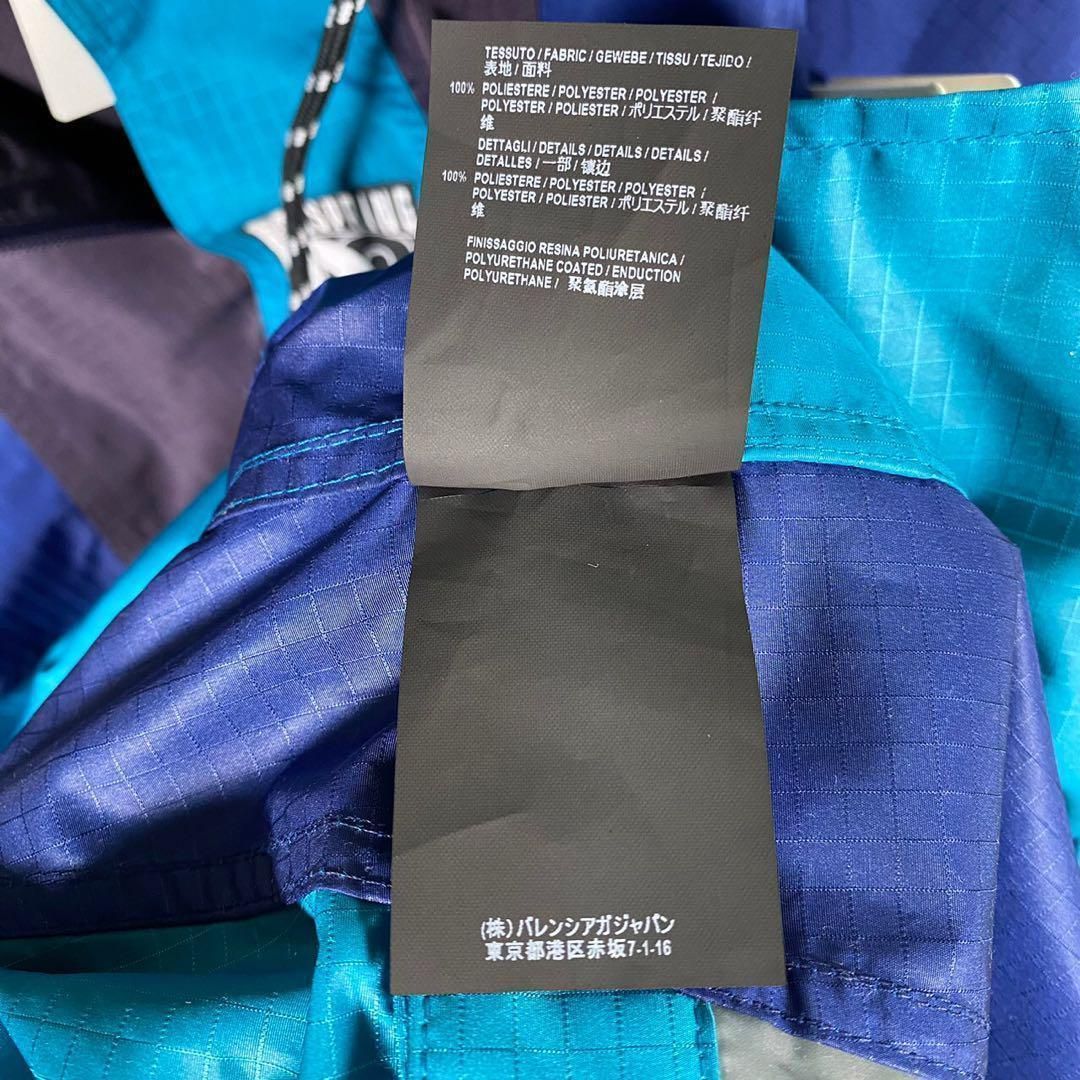 TESSUTO / FABRIC / GEWEBE / TISSU / TEJIDO /
表地 / 面料
100% POLIESTERE / POLYESTER / POLYESTER /
POLYESTER / POLIESTER / ポリエステル / 聚酯纤
维
DETTAGLI / DETAILS / DETAILS / DETAILS /
DETALLES / 一部 / 镶边
100% POLIESTERE / POLYESTER / POLYESTER /
POLYESTER / POLIESTER / ポリエステル / 聚酯纤
维
FINISSAGGIO RESINA POLIURETANICA /
POLYURETHANE COATED / ENDUCTION
POLYURETHANE / 聚氨酯涂层
(株) バレンシアガジャパン
東京都港区赤坂7-1-16